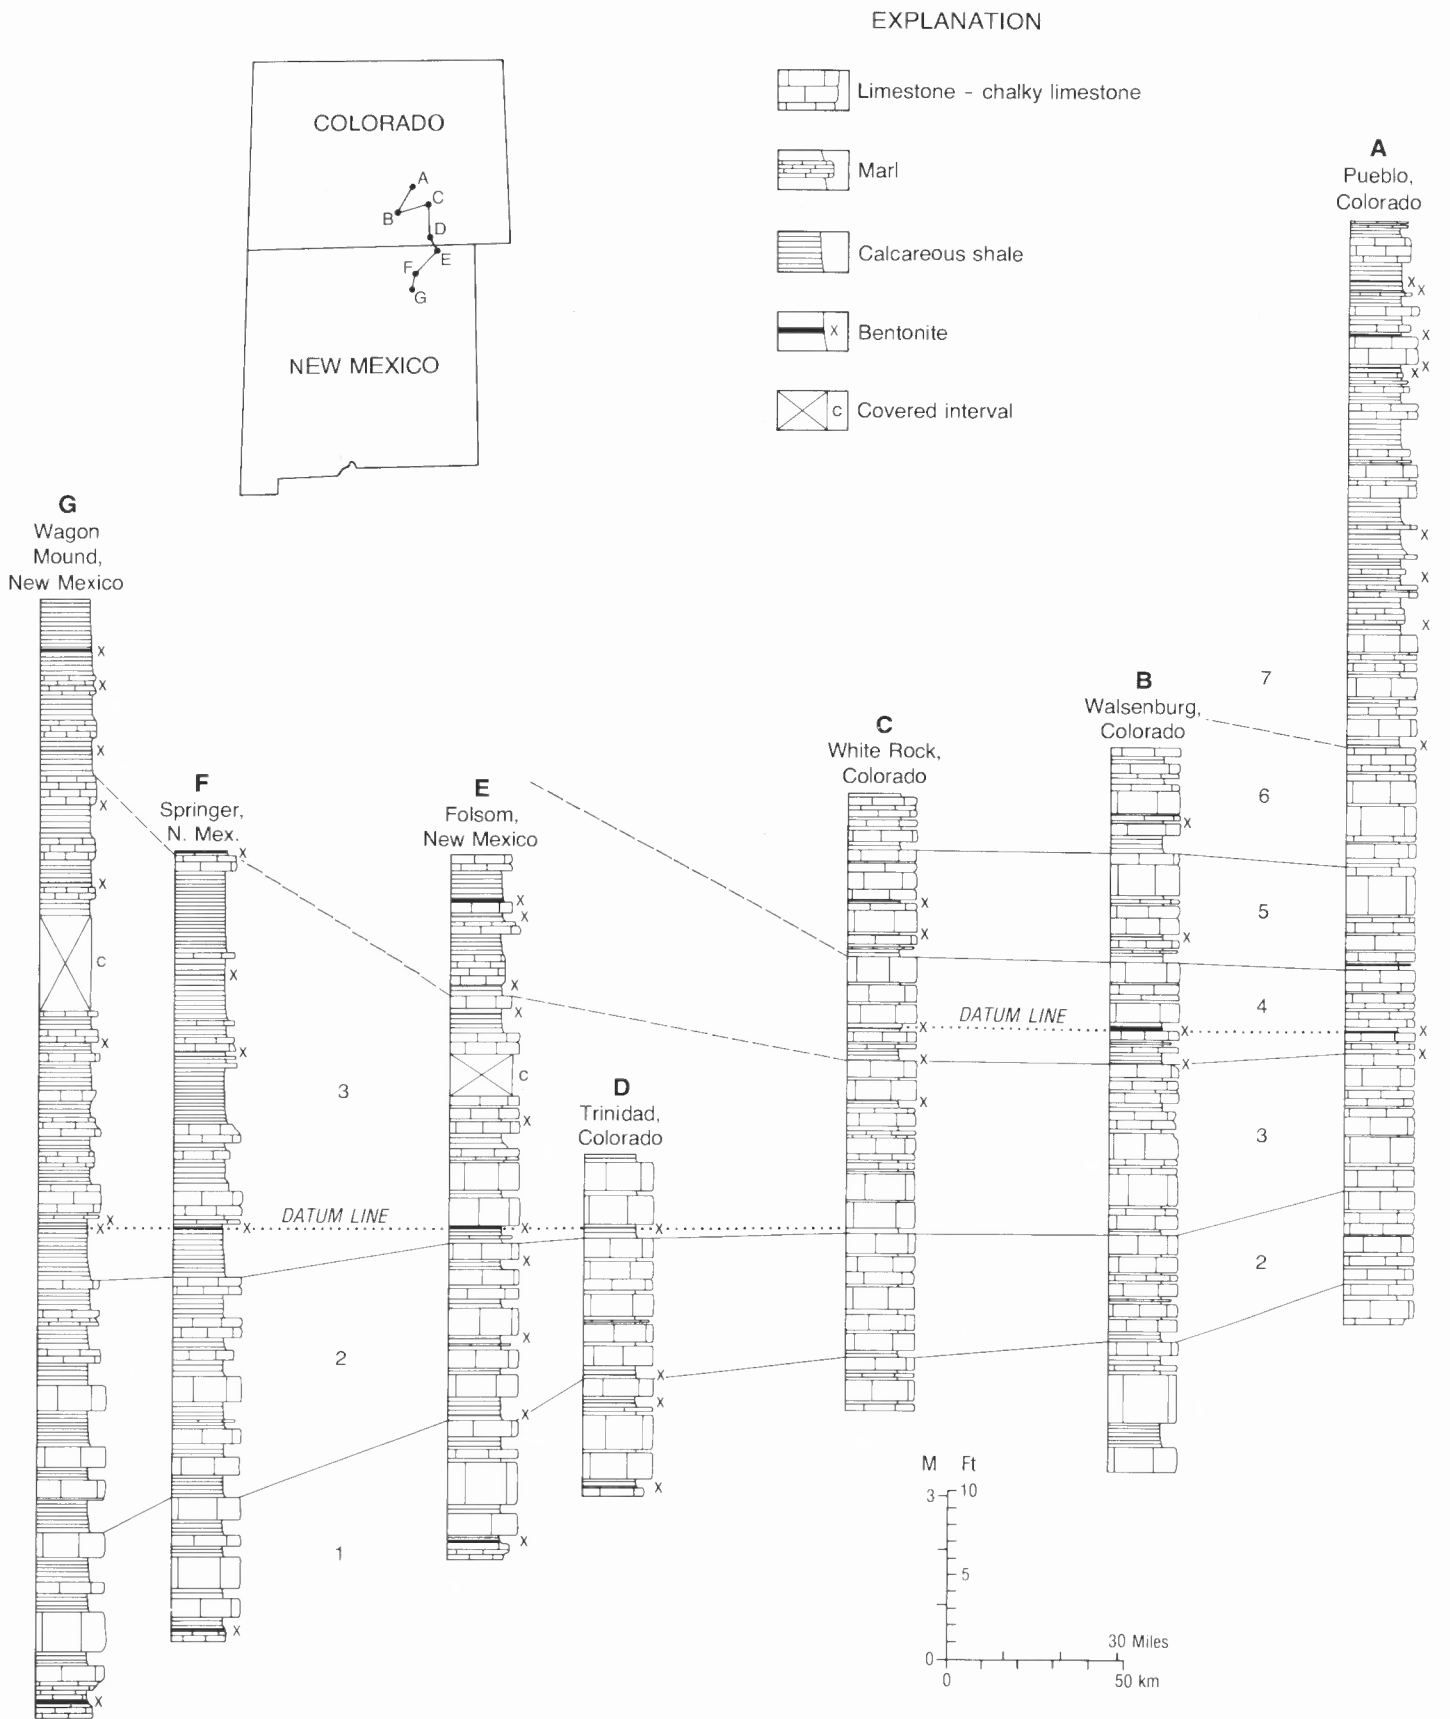 EXPLANATION
Limestone - chalky limestone
Marl
Calcareous shale
X
Bentonite
C
Covered interval
COLORADO
A
C
B
D
E
F
G
NEW MEXICO
A
Pueblo,
Colorado
X
X
X
X
X
X
X
X
X
X
X
G
Wagon
Mound,
New Mexico
X
X
X
X
X
C
X
X
X
X
F
Springer,
N. Mex.
X
X
X
X
X
E
Folsom,
New Mexico
X
X
X
X
C
X
X
X
X
X
X
D
Trinidad,
Colorado
X
X
X
X
C
White Rock,
Colorado
X
X
X
X
X
B
Walsenburg,
Colorado
X
X
X
X
7
6
5
4
3
2
DATUM LINE
3
DATUM LINE
2
1
M Ft
3 10
5
0
30 Miles
0 50 km